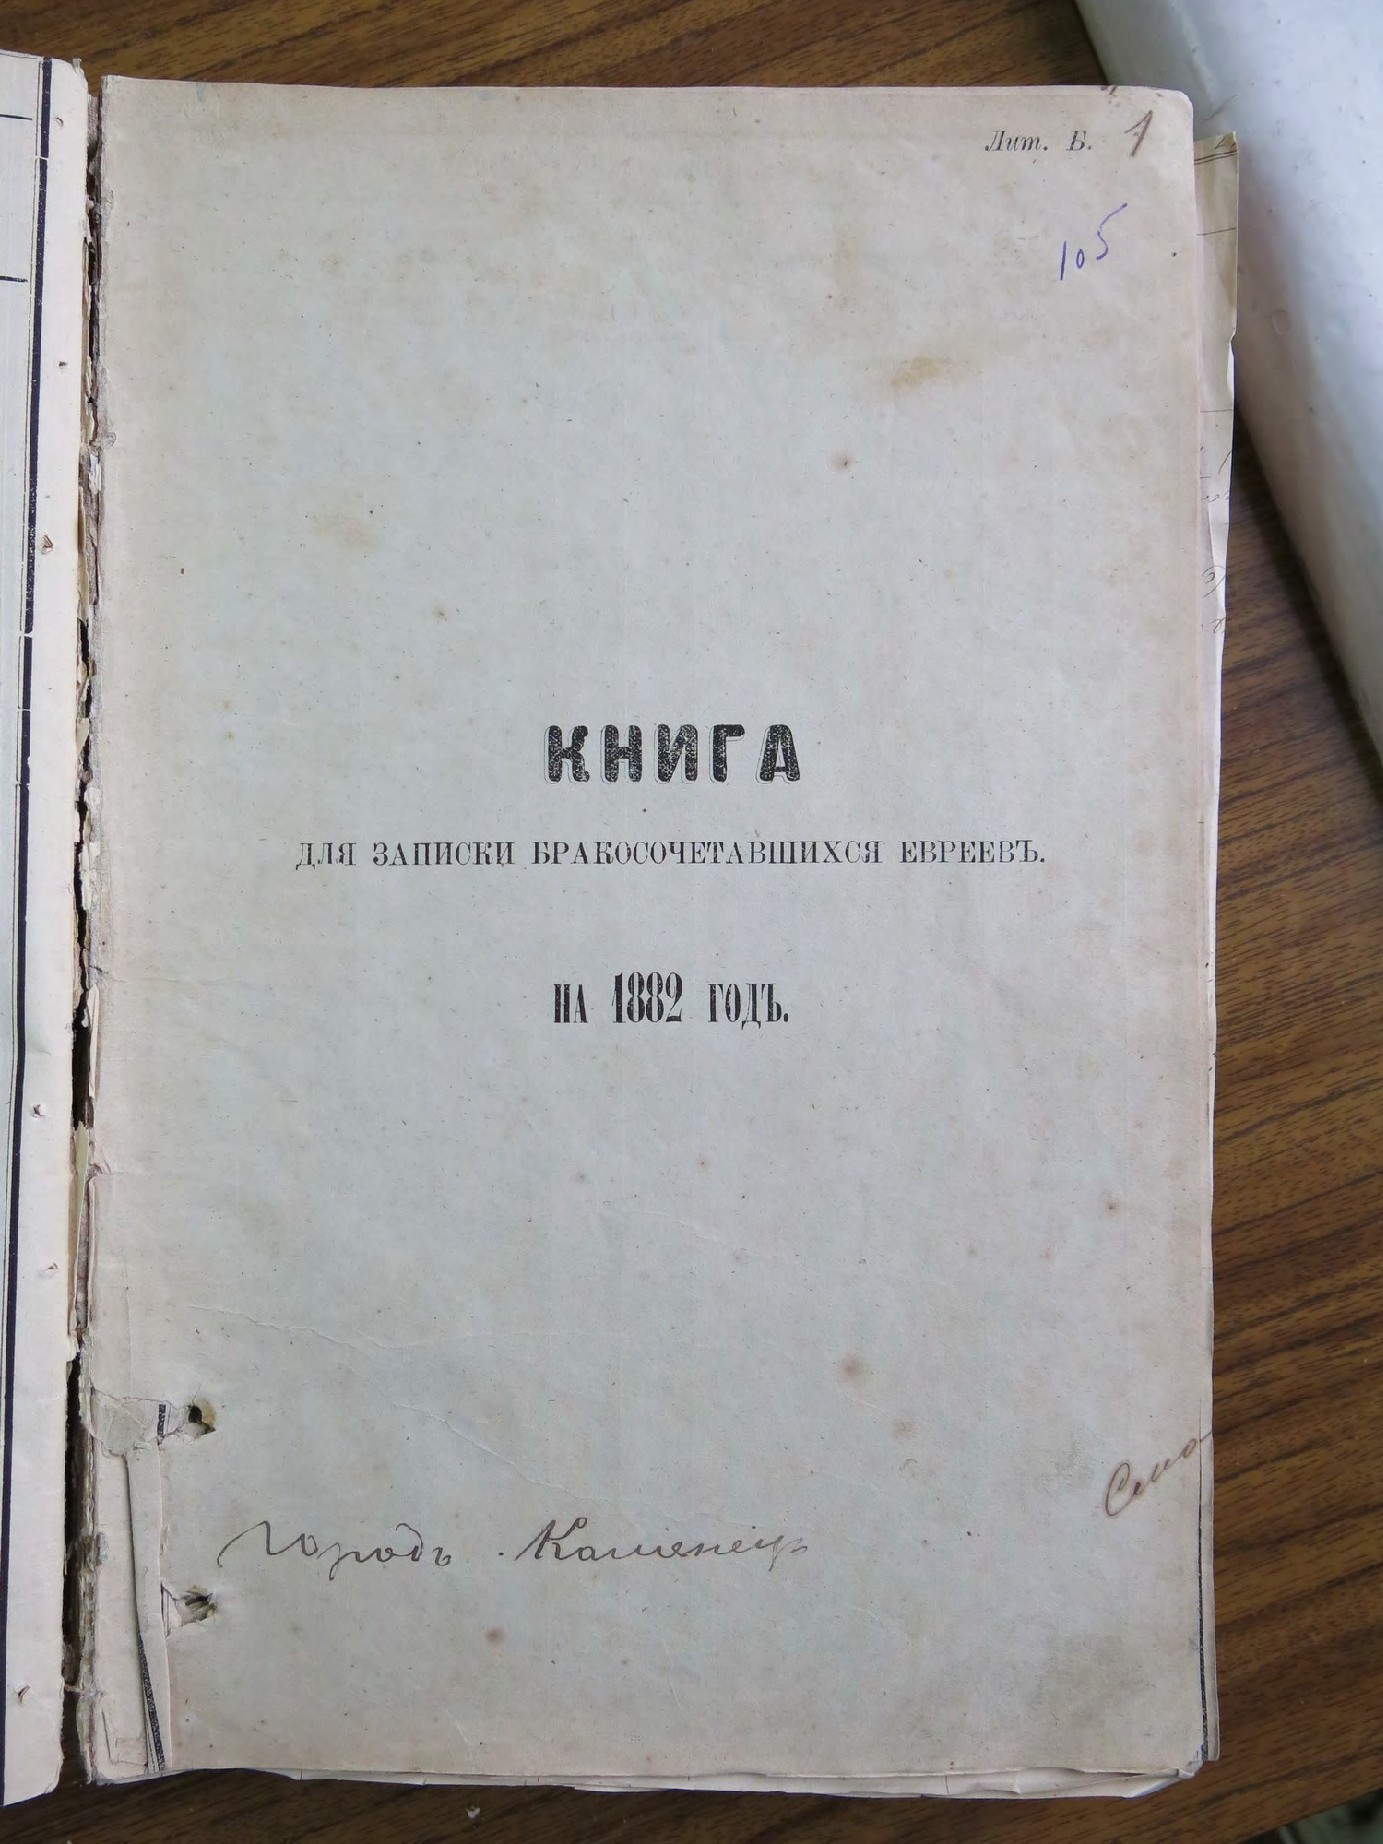 Лит. Б. 1
105
КНИГА
ДЛЯ ЗАПИСКИ БРАКОСОЧЕТАВШИХСЯ ЕВРЕЕВЪ.
НА 1882 ГОДЪ.
Городъ Каменецъ